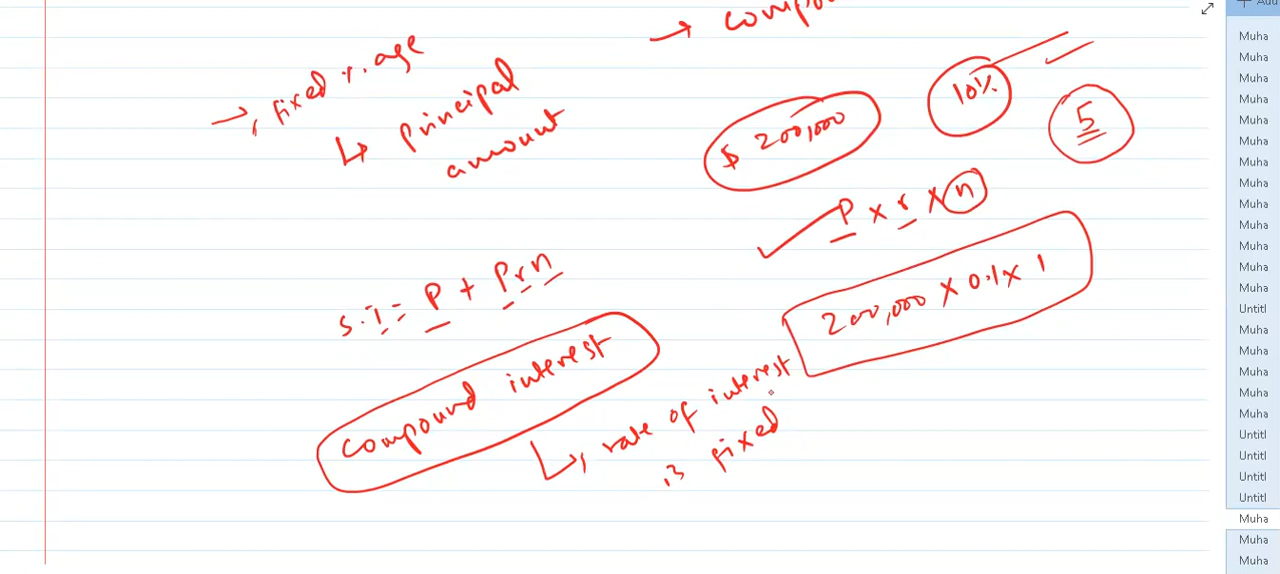 → fixed %age
↳ principal
amount
→
$ 200,000
10%
5
P × r × n
S.I = P + Prn
200,000 × 0.1 × 1
Compound interest
↳ rate of interest
is fixed
Add
Muha
Muha
Muha
Muha
Muha
Muha
Muha
Muha
Muha
Muha
Muha
Muha
Muha
Untitl
Muha
Muha
Muha
Muha
Muha
Untitl
Untitl
Untitl
Untitl
Muha
Muha
Muha